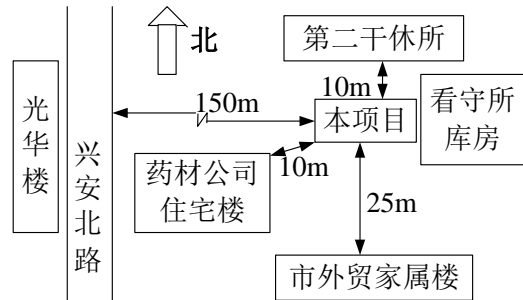 北
第二干休所
10m
看守所
库房
光华楼
150m
本项目
兴安北路
药材公司
住宅楼
10m
25m
市外贸家属楼